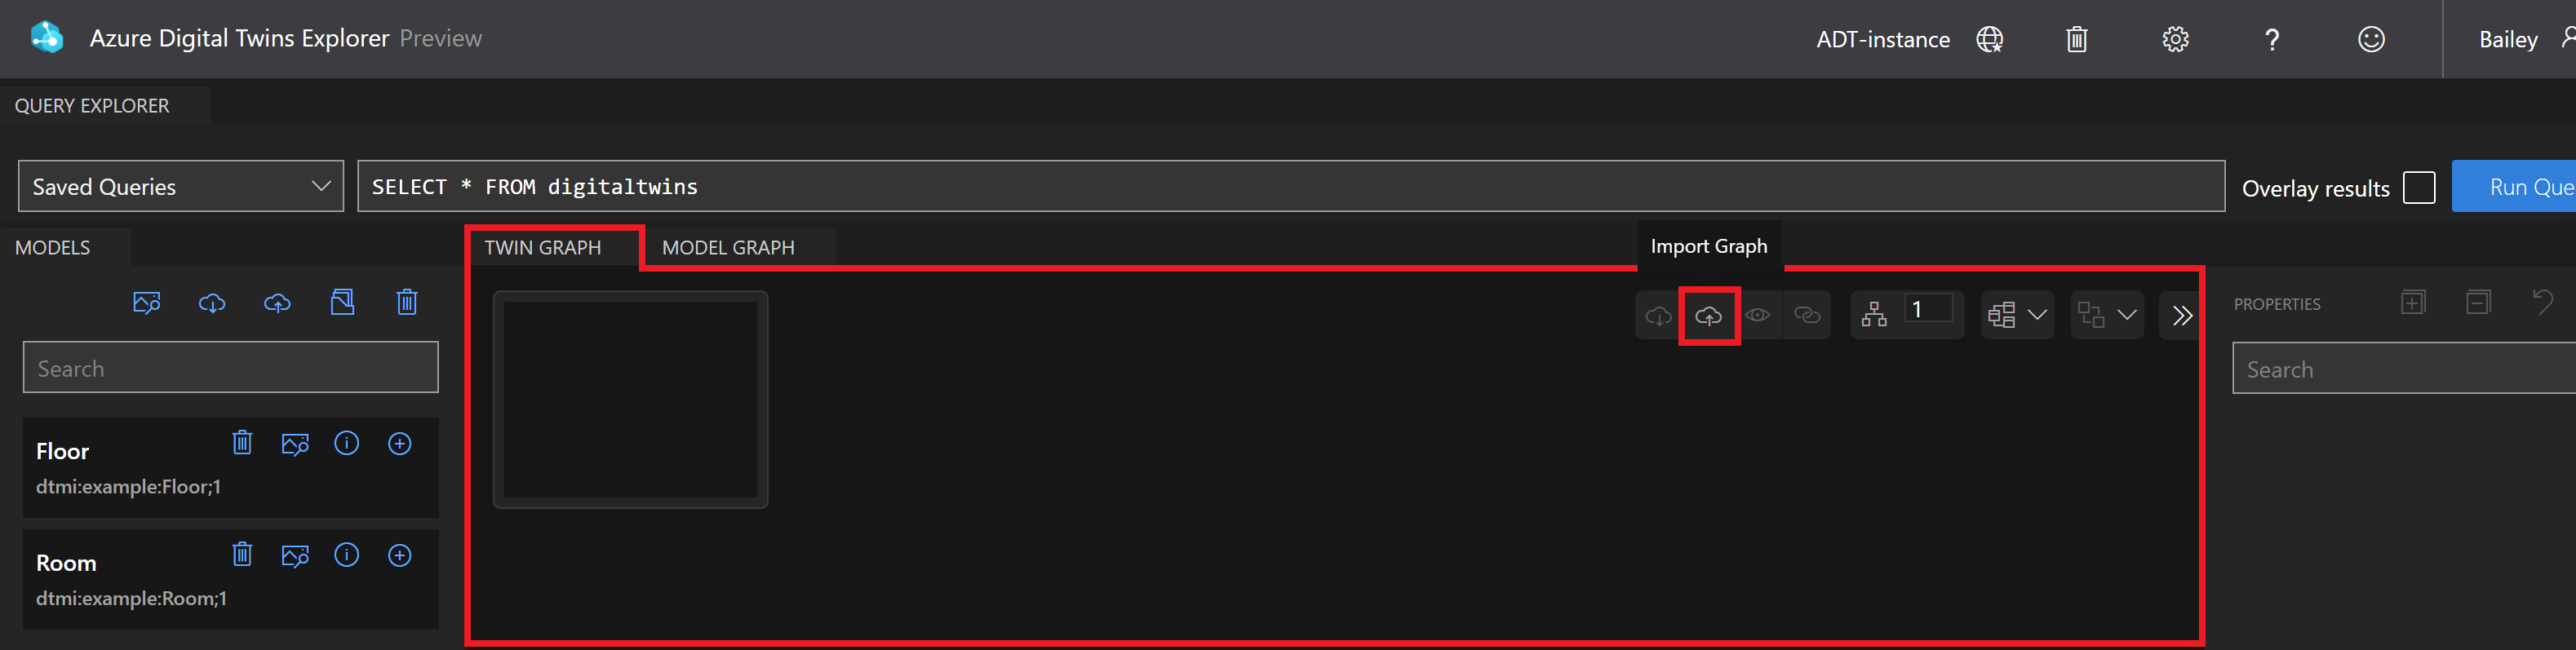 Azure Digital Twins Explorer Preview
ADT-instance
?
Bailey
QUERY EXPLORER
Saved Queries
SELECT * FROM digitaltwins
Overlay results
Run Que
MODELS
TWIN GRAPH
MODEL GRAPH
Import Graph
1
PROPERTIES
Search
Search
Floor
dtmi:example:Floor;1
Room
dtmi:example:Room;1